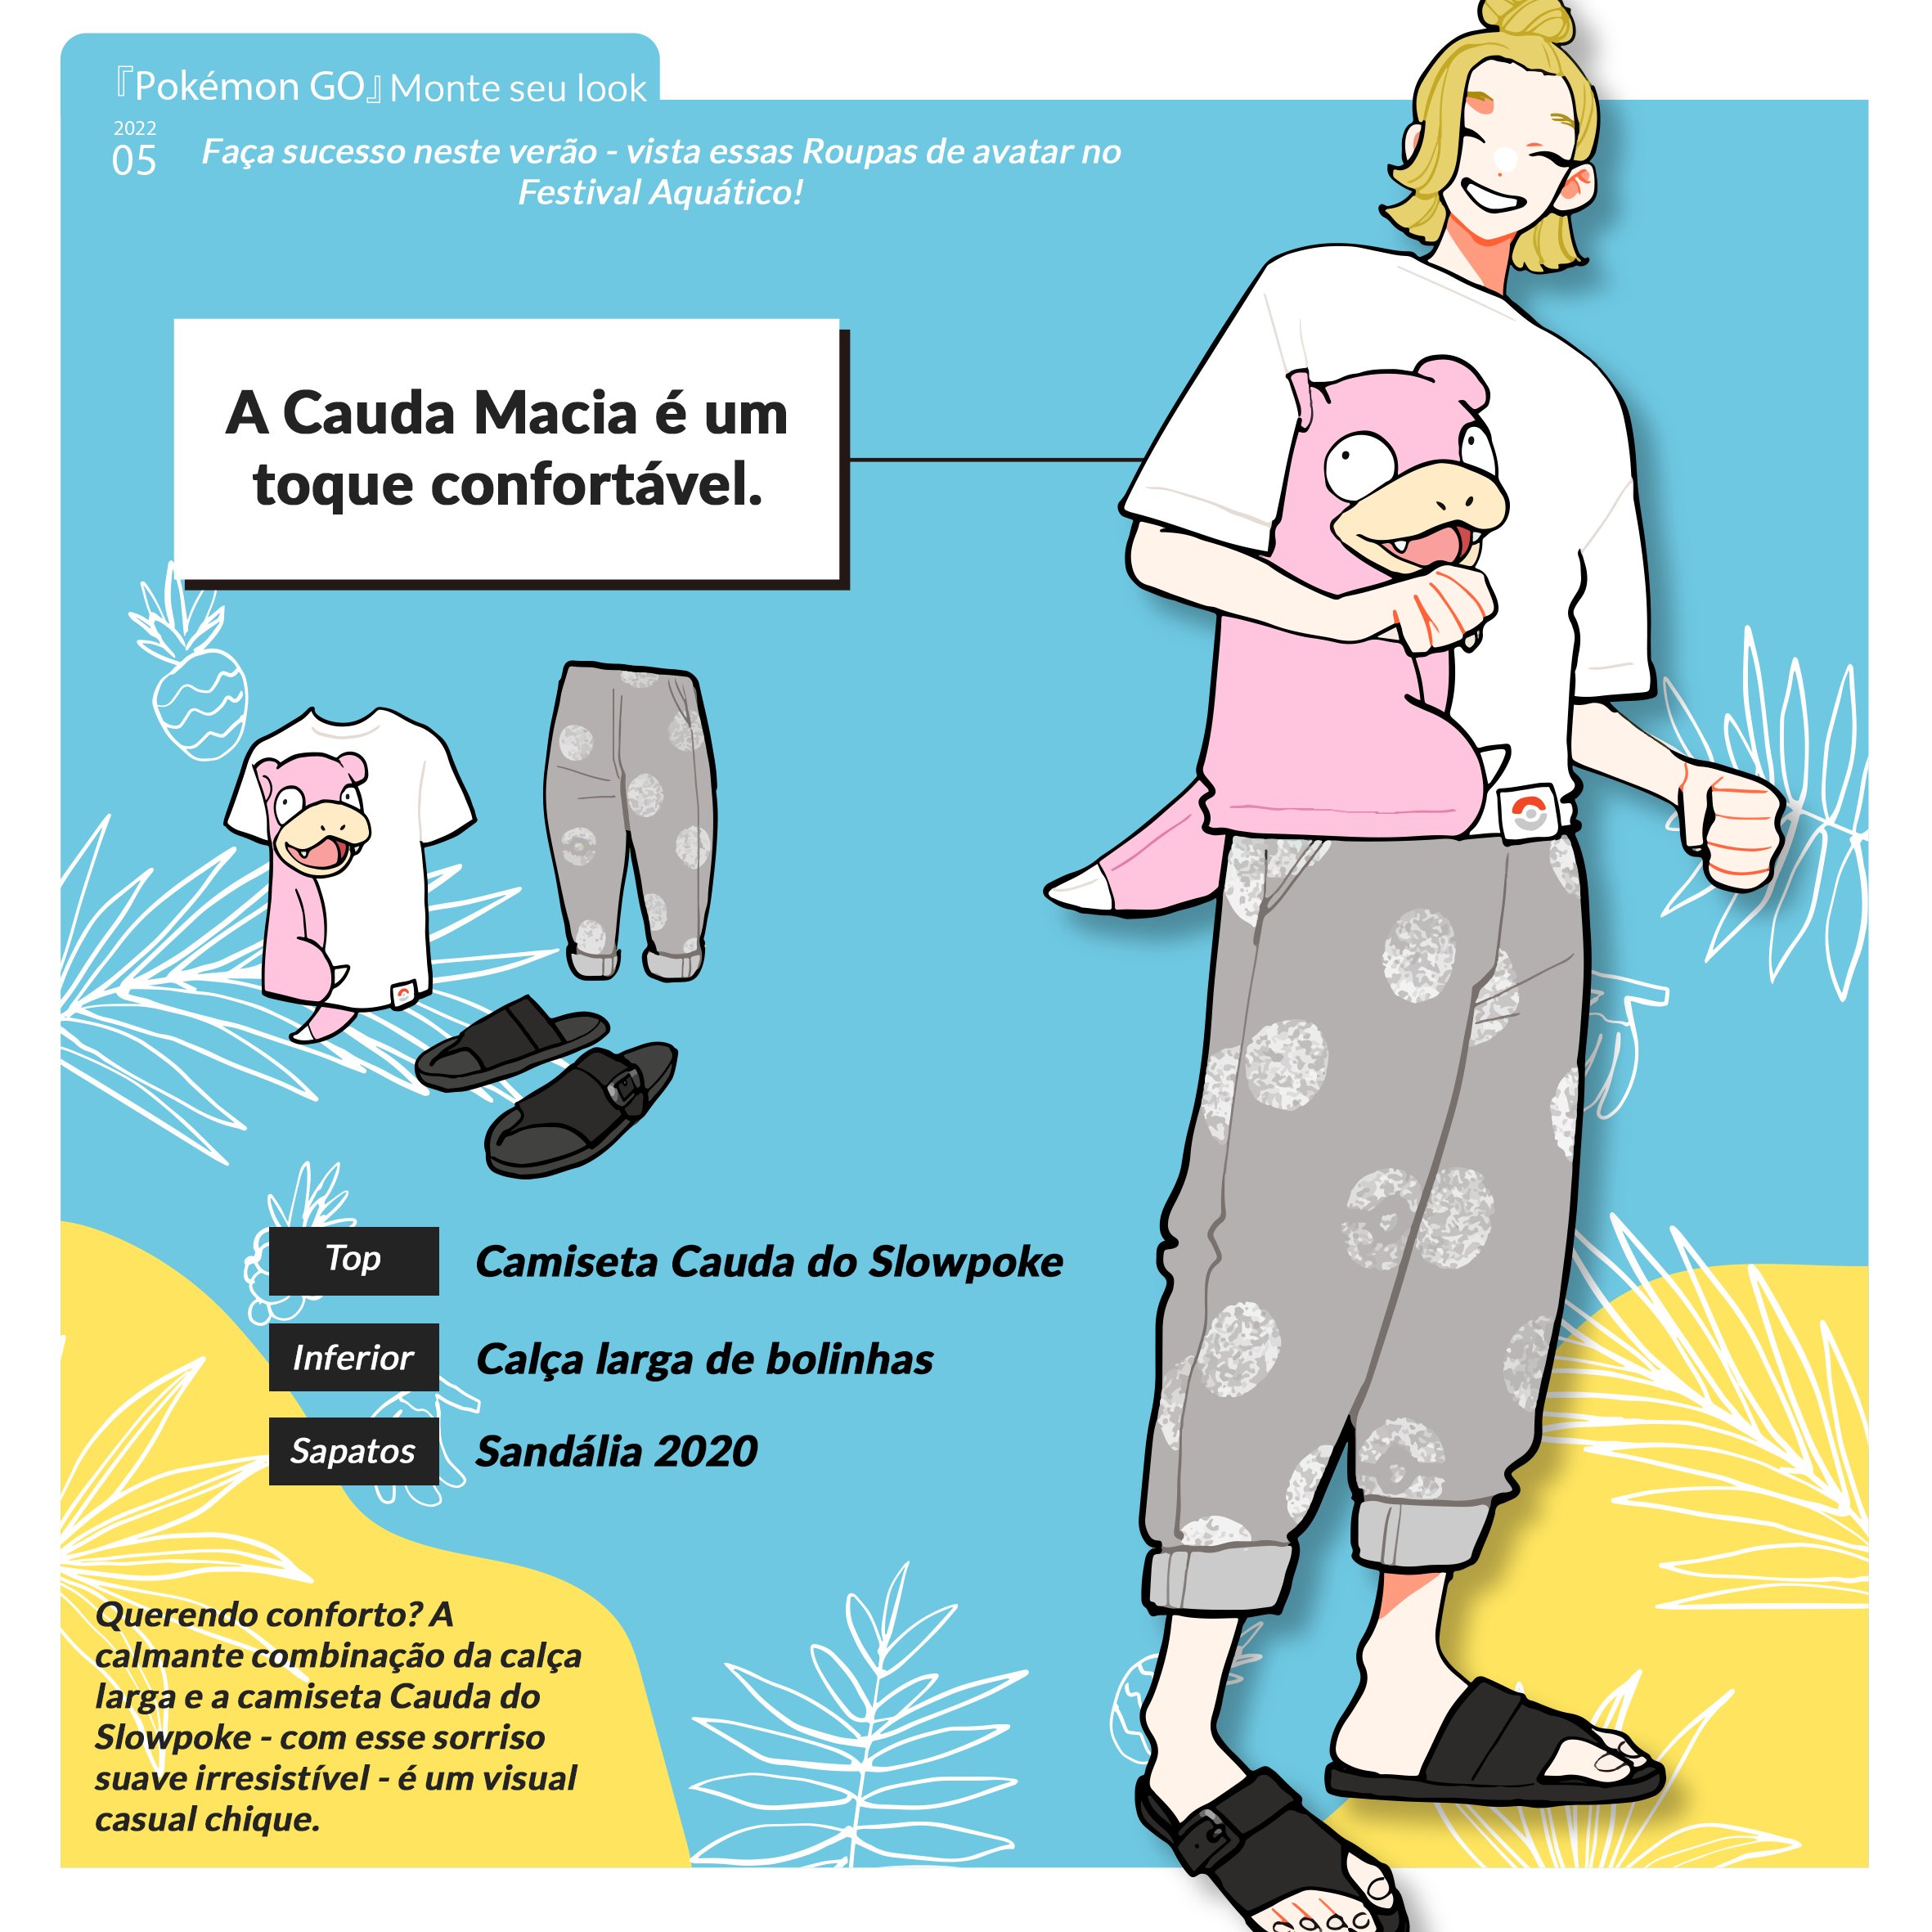 『Pokémon GO』Monte seu look
2022
05
Faça sucesso neste verão - vista essas Roupas de avatar no
Festival Aquático!
A Cauda Macia é um
toque confortável.
Top
Camiseta Cauda do Slowpoke
Inferior
Calça larga de bolinhas
Sapatos
Sandália 2020
Querendo conforto? A
calmante combinação da calça
larga e a camiseta Cauda do
Slowpoke - com esse sorriso
suave irresistível - é um visual
casual chique.